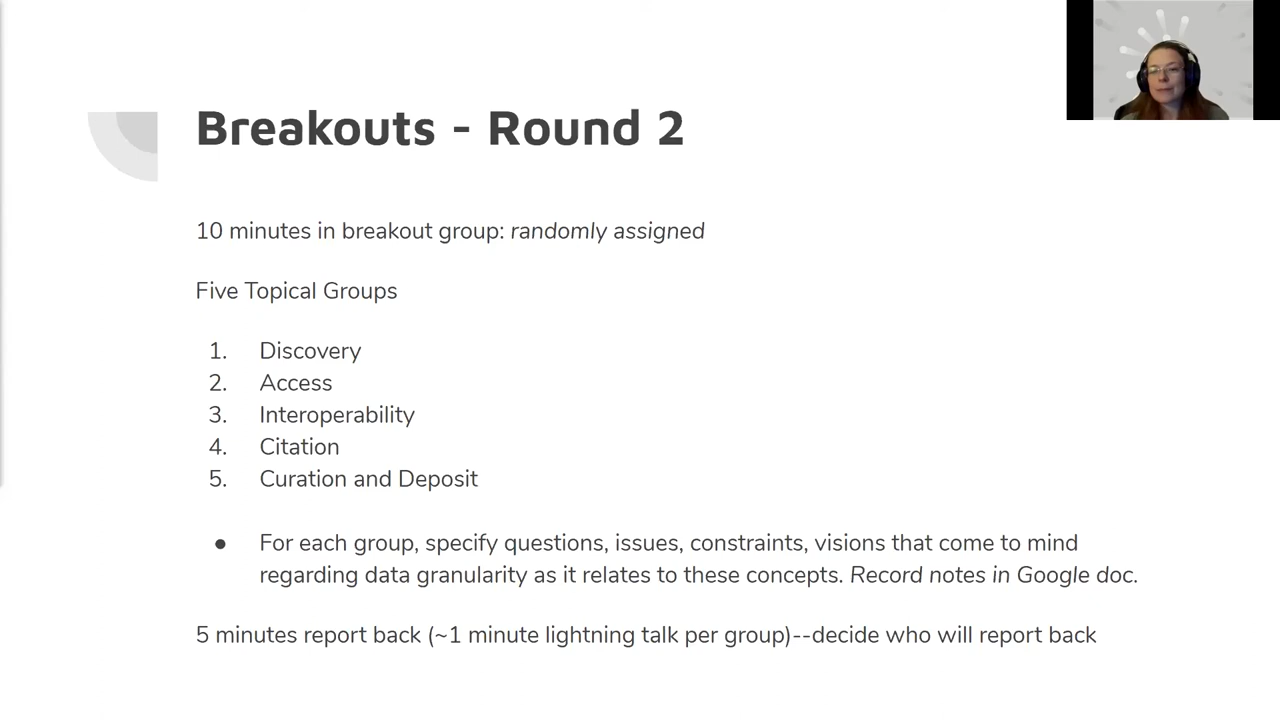 Breakouts - Round 2
10 minutes in breakout group: randomly assigned
Five Topical Groups
1. Discovery
2. Access
3. Interoperability
4. Citation
5. Curation and Deposit
● For each group, specify questions, issues, constraints, visions that come to mind
regarding data granularity as it relates to these concepts. Record notes in Google doc.
5 minutes report back (~1 minute lightning talk per group)--decide who will report back